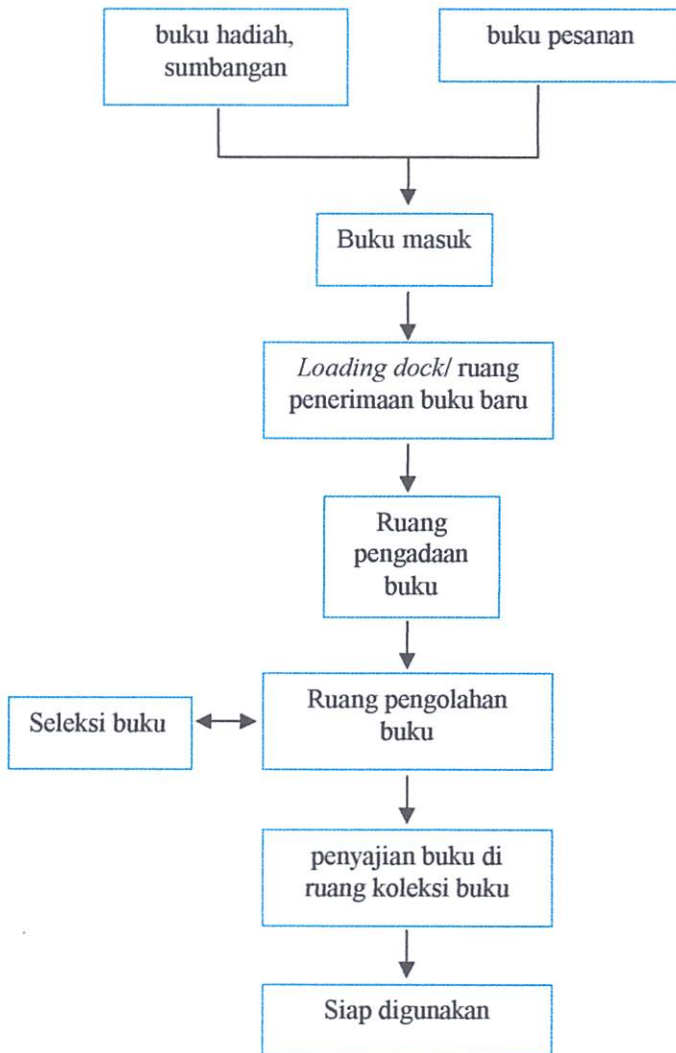 buku hadiah,
sumbangan
buku pesanan
Buku masuk
Loading dock/ ruang
penerimaan buku baru
Ruang
pengadaan
buku
Seleksi buku
Ruang pengolahan
buku
penyajian buku di
ruang koleksi buku
Siap digunakan